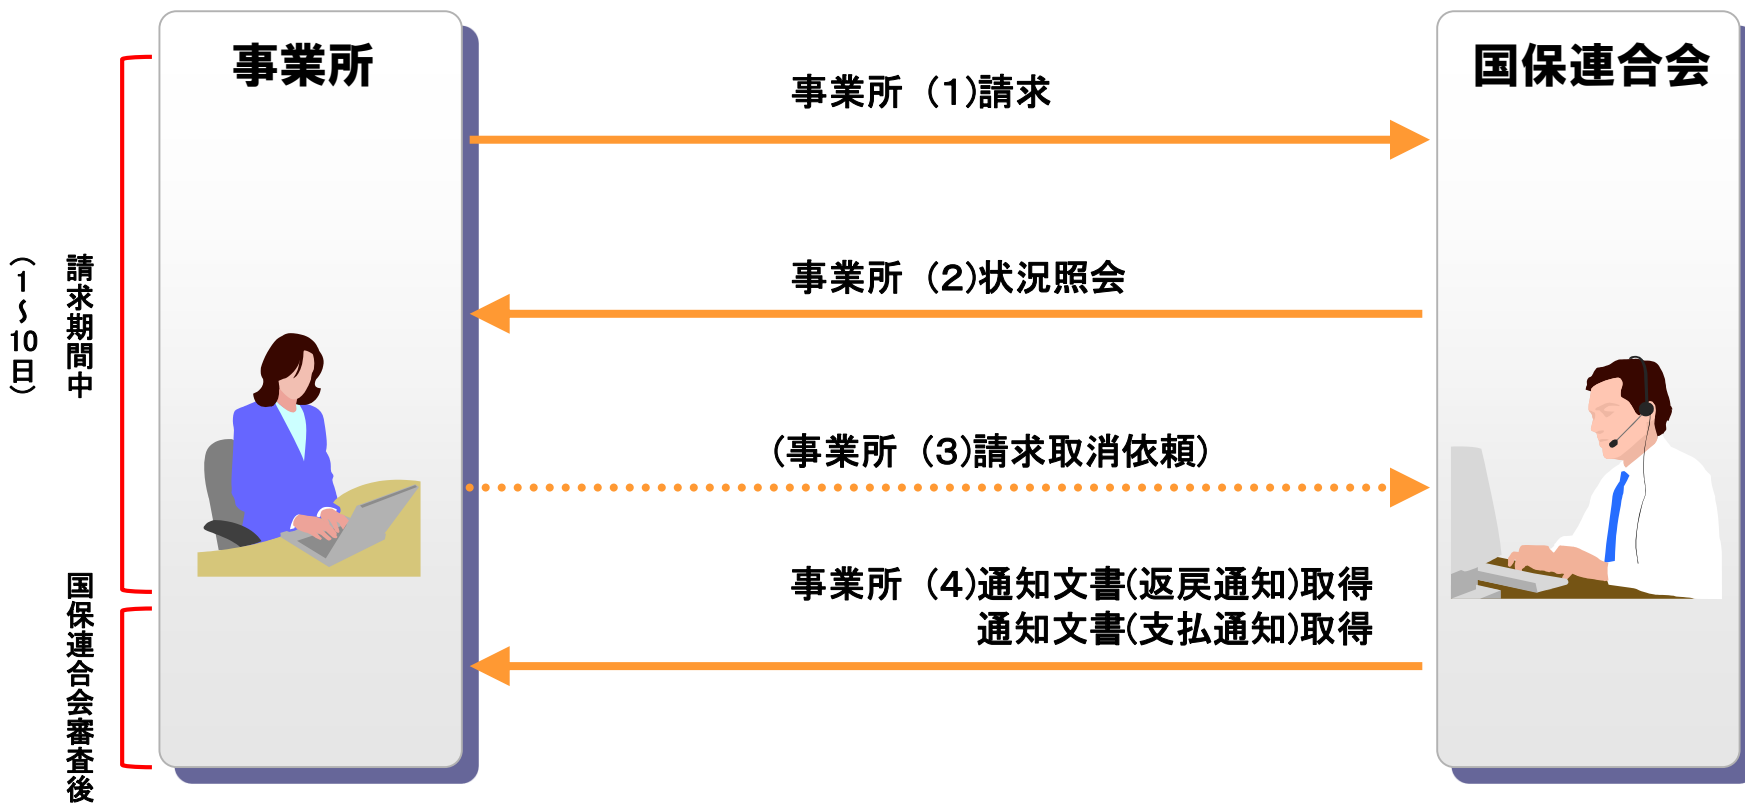 事業所
国保連合会
事業所 (1)請求
事業所 (2)状況照会
(事業所 (3)請求取消依頼)
事業所 (4)通知文書(返戻通知)取得
通知文書(支払通知)取得
請求期間中
(1~10日)
国保連合会審査後